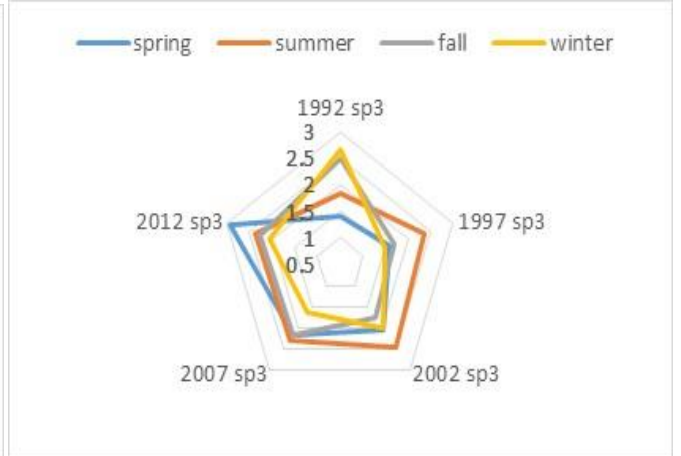 spring summer fall winter
1992 sp3
3
2.5
2
1.5
1
0.5
1997 sp3
2012 sp3
2007 sp3
2002 sp3